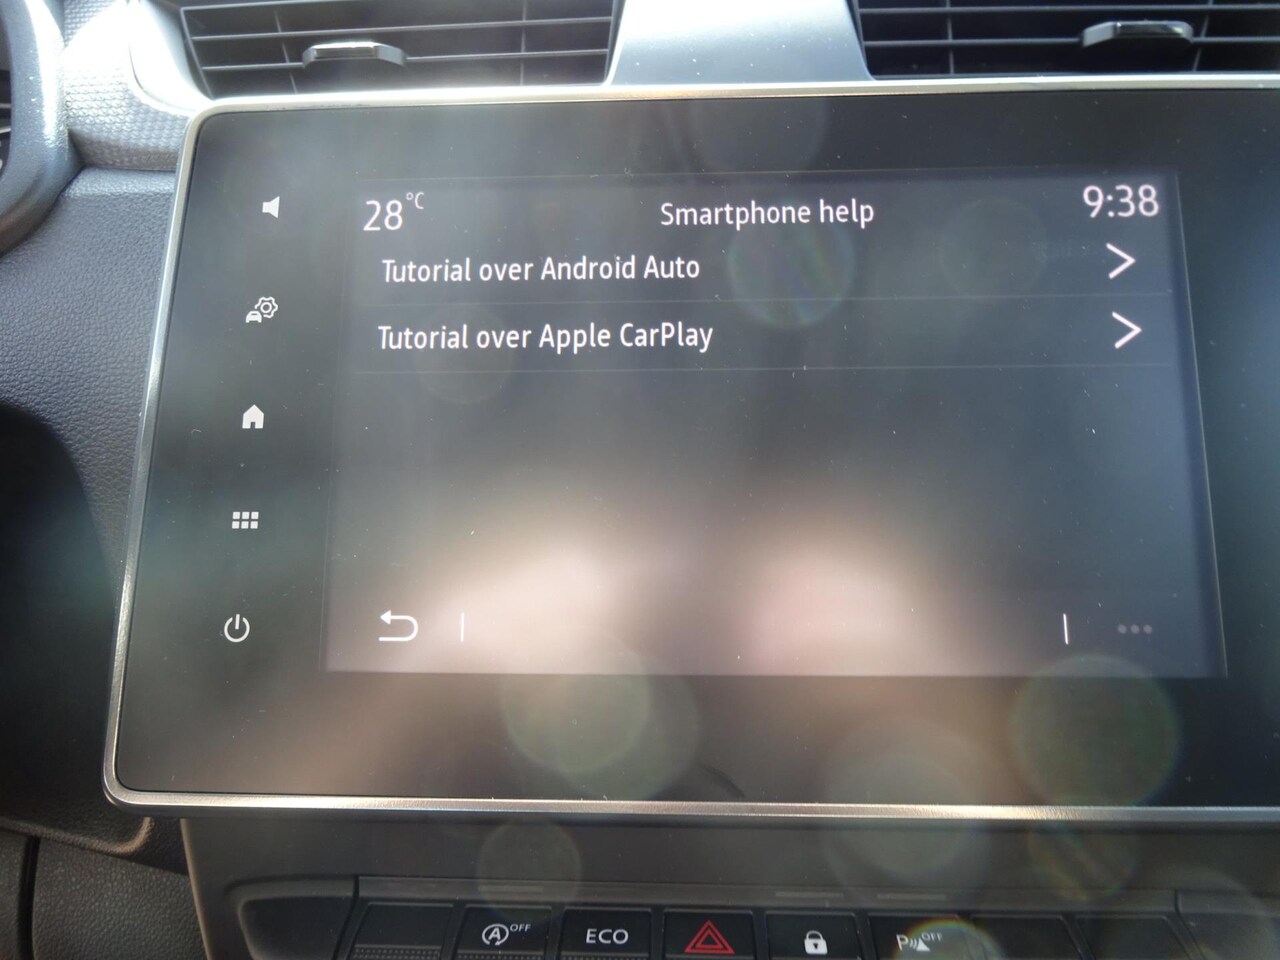 28°C Smartphone help 9:38
Tutorial over Android Auto
Tutorial over Apple CarPlay
A OFF ECO P OFF